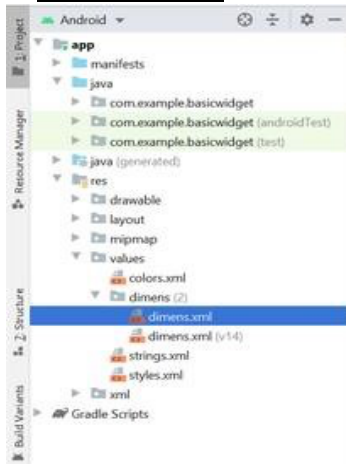 Android
1: Project
app
manifests
java
com.example.basicwidget
com.example.basicwidget (androidTest)
com.example.basicwidget (test)
java (generated)
Resource Manager
res
drawable
layout
mipmap
values
colors.xml
dimens (2)
dimens.xml
dimens.xml (v14)
strings.xml
styles.xml
xml
Gradle Scripts
Z: Structure
Build Variants